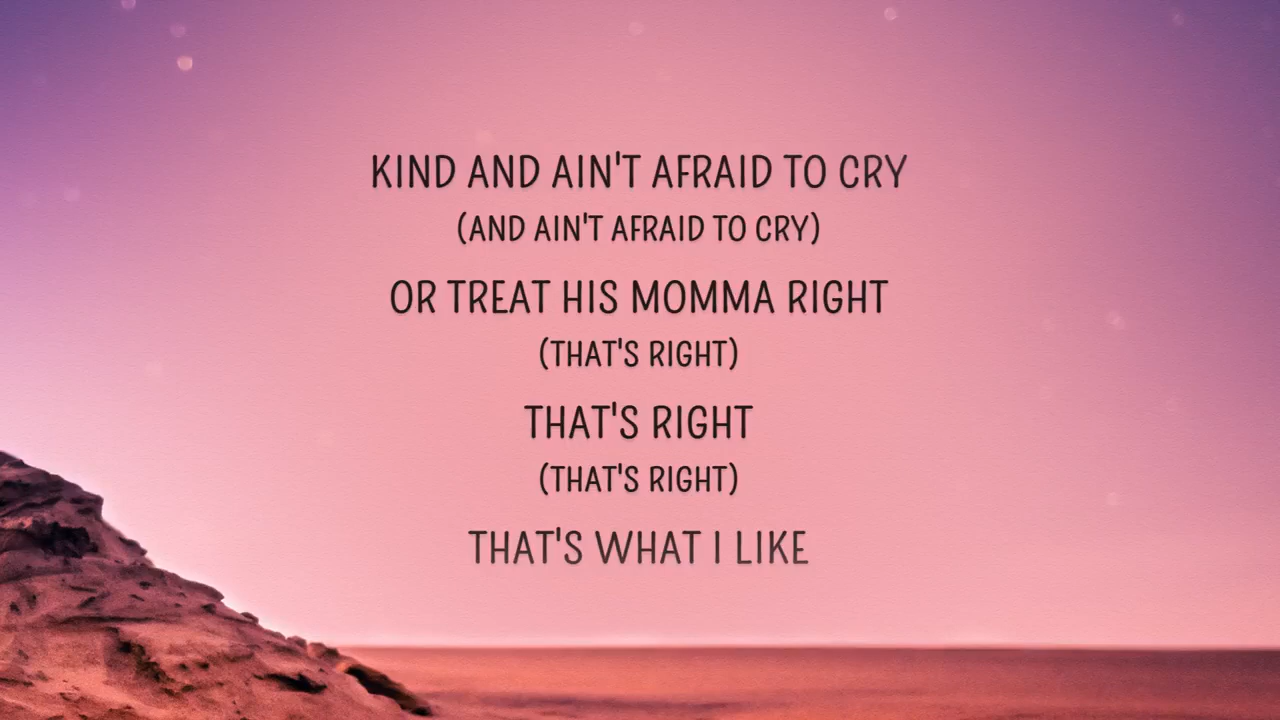 KIND AND AIN'T AFRAID TO CRY
(AND AIN'T AFRAID TO CRY)
OR TREAT HIS MOMMA RIGHT
(THAT'S RIGHT)
THAT'S RIGHT
(THAT'S RIGHT)
THAT'S WHAT I LIKE